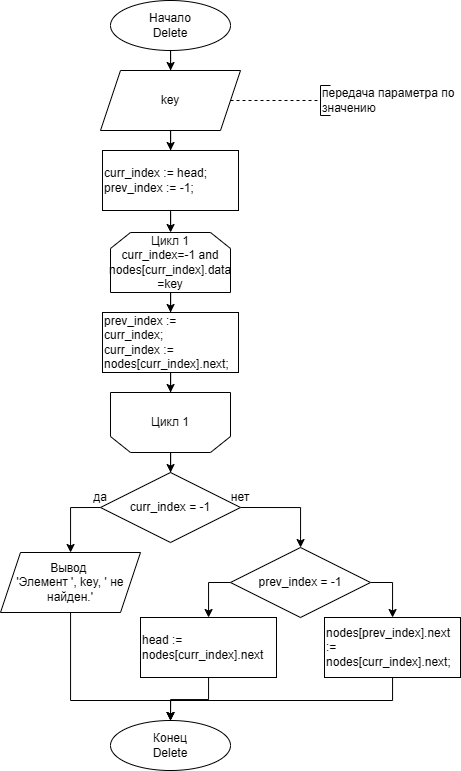 Начало
Delete
key
передача параметра по
значению
curr_index := head;
prev_index := -1;
Цикл 1
curr_index=-1 and
nodes[curr_index].data
=key
prev_index :=
curr_index;
curr_index :=
nodes[curr_index].next;
Цикл 1
curr_index = -1
да
нет
Вывод
'Элемент ', key, ' не
найден.'
prev_index = -1
head :=
nodes[curr_index].next
nodes[prev_index].next
:=
nodes[curr_index].next;
Конец
Delete